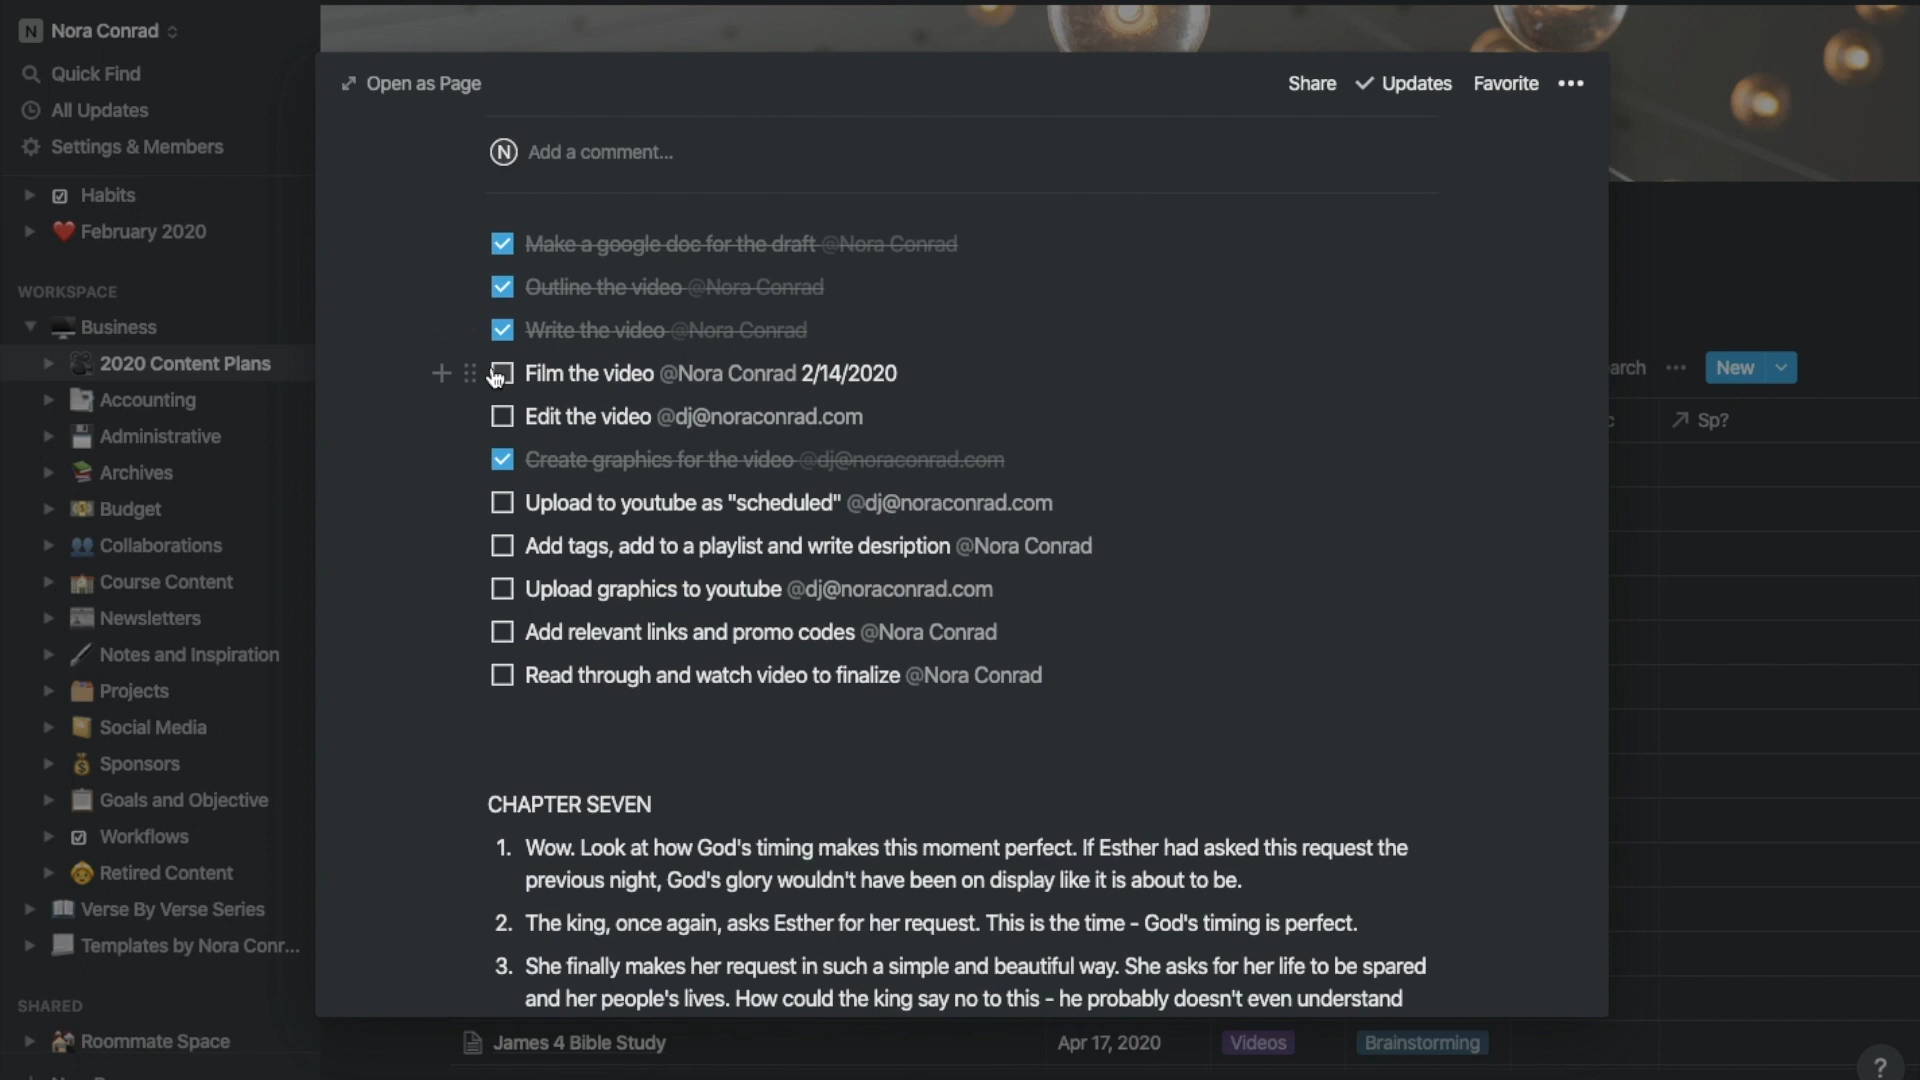 N Nora Conrad
Quick Find
All Updates
Settings & Members
Habits
February 2020
WORKSPACE
Business
2020 Content Plans
Accounting
Administrative
Archives
Budget
Collaborations
Course Content
Newsletters
Notes and Inspiration
Projects
Social Media
Sponsors
Goals and Objective
Workflows
Retired Content
Verse By Verse Series
Templates by Nora Conr...
SHARED
Roommate Space
Open as Page
Share Updates Favorite
N Add a comment...
Make a google doc for the draft @Nora Conrad
Outline the video @Nora Conrad
Write the video @Nora Conrad
Film the video @Nora Conrad 2/14/2020
Edit the video @dj@noraconrad.com
Create graphics for the video @dj@noraconrad.com
Upload to youtube as "scheduled" @dj@noraconrad.com
Add tags, add to a playlist and write desription @Nora Conrad
Upload graphics to youtube @dj@noraconrad.com
Add relevant links and promo codes @Nora Conrad
Read through and watch video to finalize @Nora Conrad
CHAPTER SEVEN
1. Wow. Look at how God's timing makes this moment perfect. If Esther had asked this request the
previous night, God's glory wouldn't have been on display like it is about to be.
2. The king, once again, asks Esther for her request. This is the time - God's timing is perfect.
3. She finally makes her request in such a simple and beautiful way. She asks for her life to be spared
and her people's lives. How could the king say no to this - he probably doesn't even understand
arch ••• New
c Sp?
James 4 Bible Study Apr 17, 2020 Videos Brainstorming
?